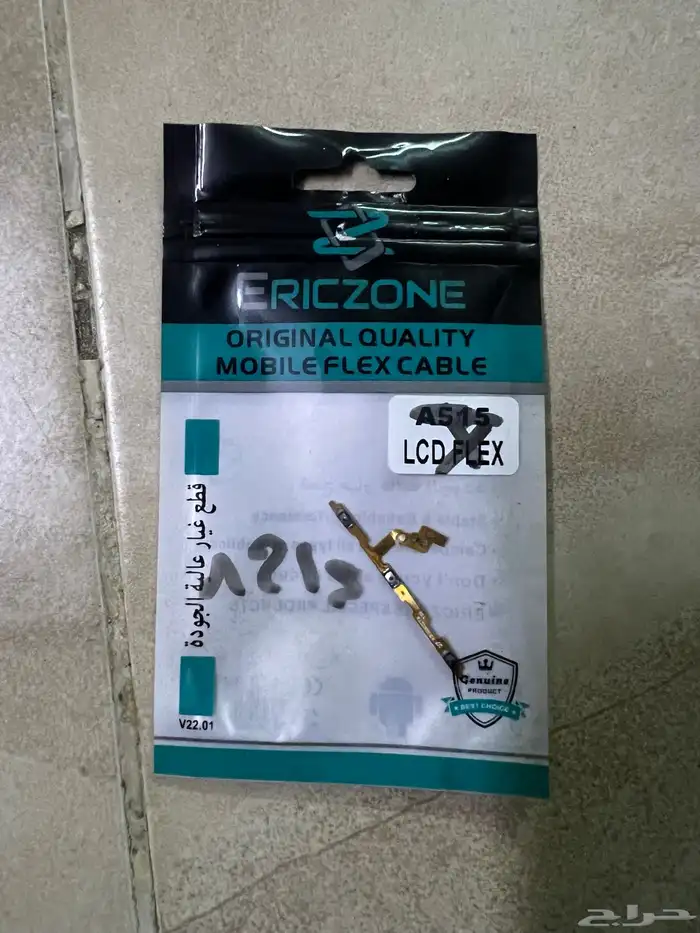 ERICZONE
ORIGINAL QUALITY
MOBILE FLEX CABLE
A515
LCD FLEX
قطع غيار عالية الجودة
Genuine
PRODUCT
BEST CHOICE
V22.01
حراج